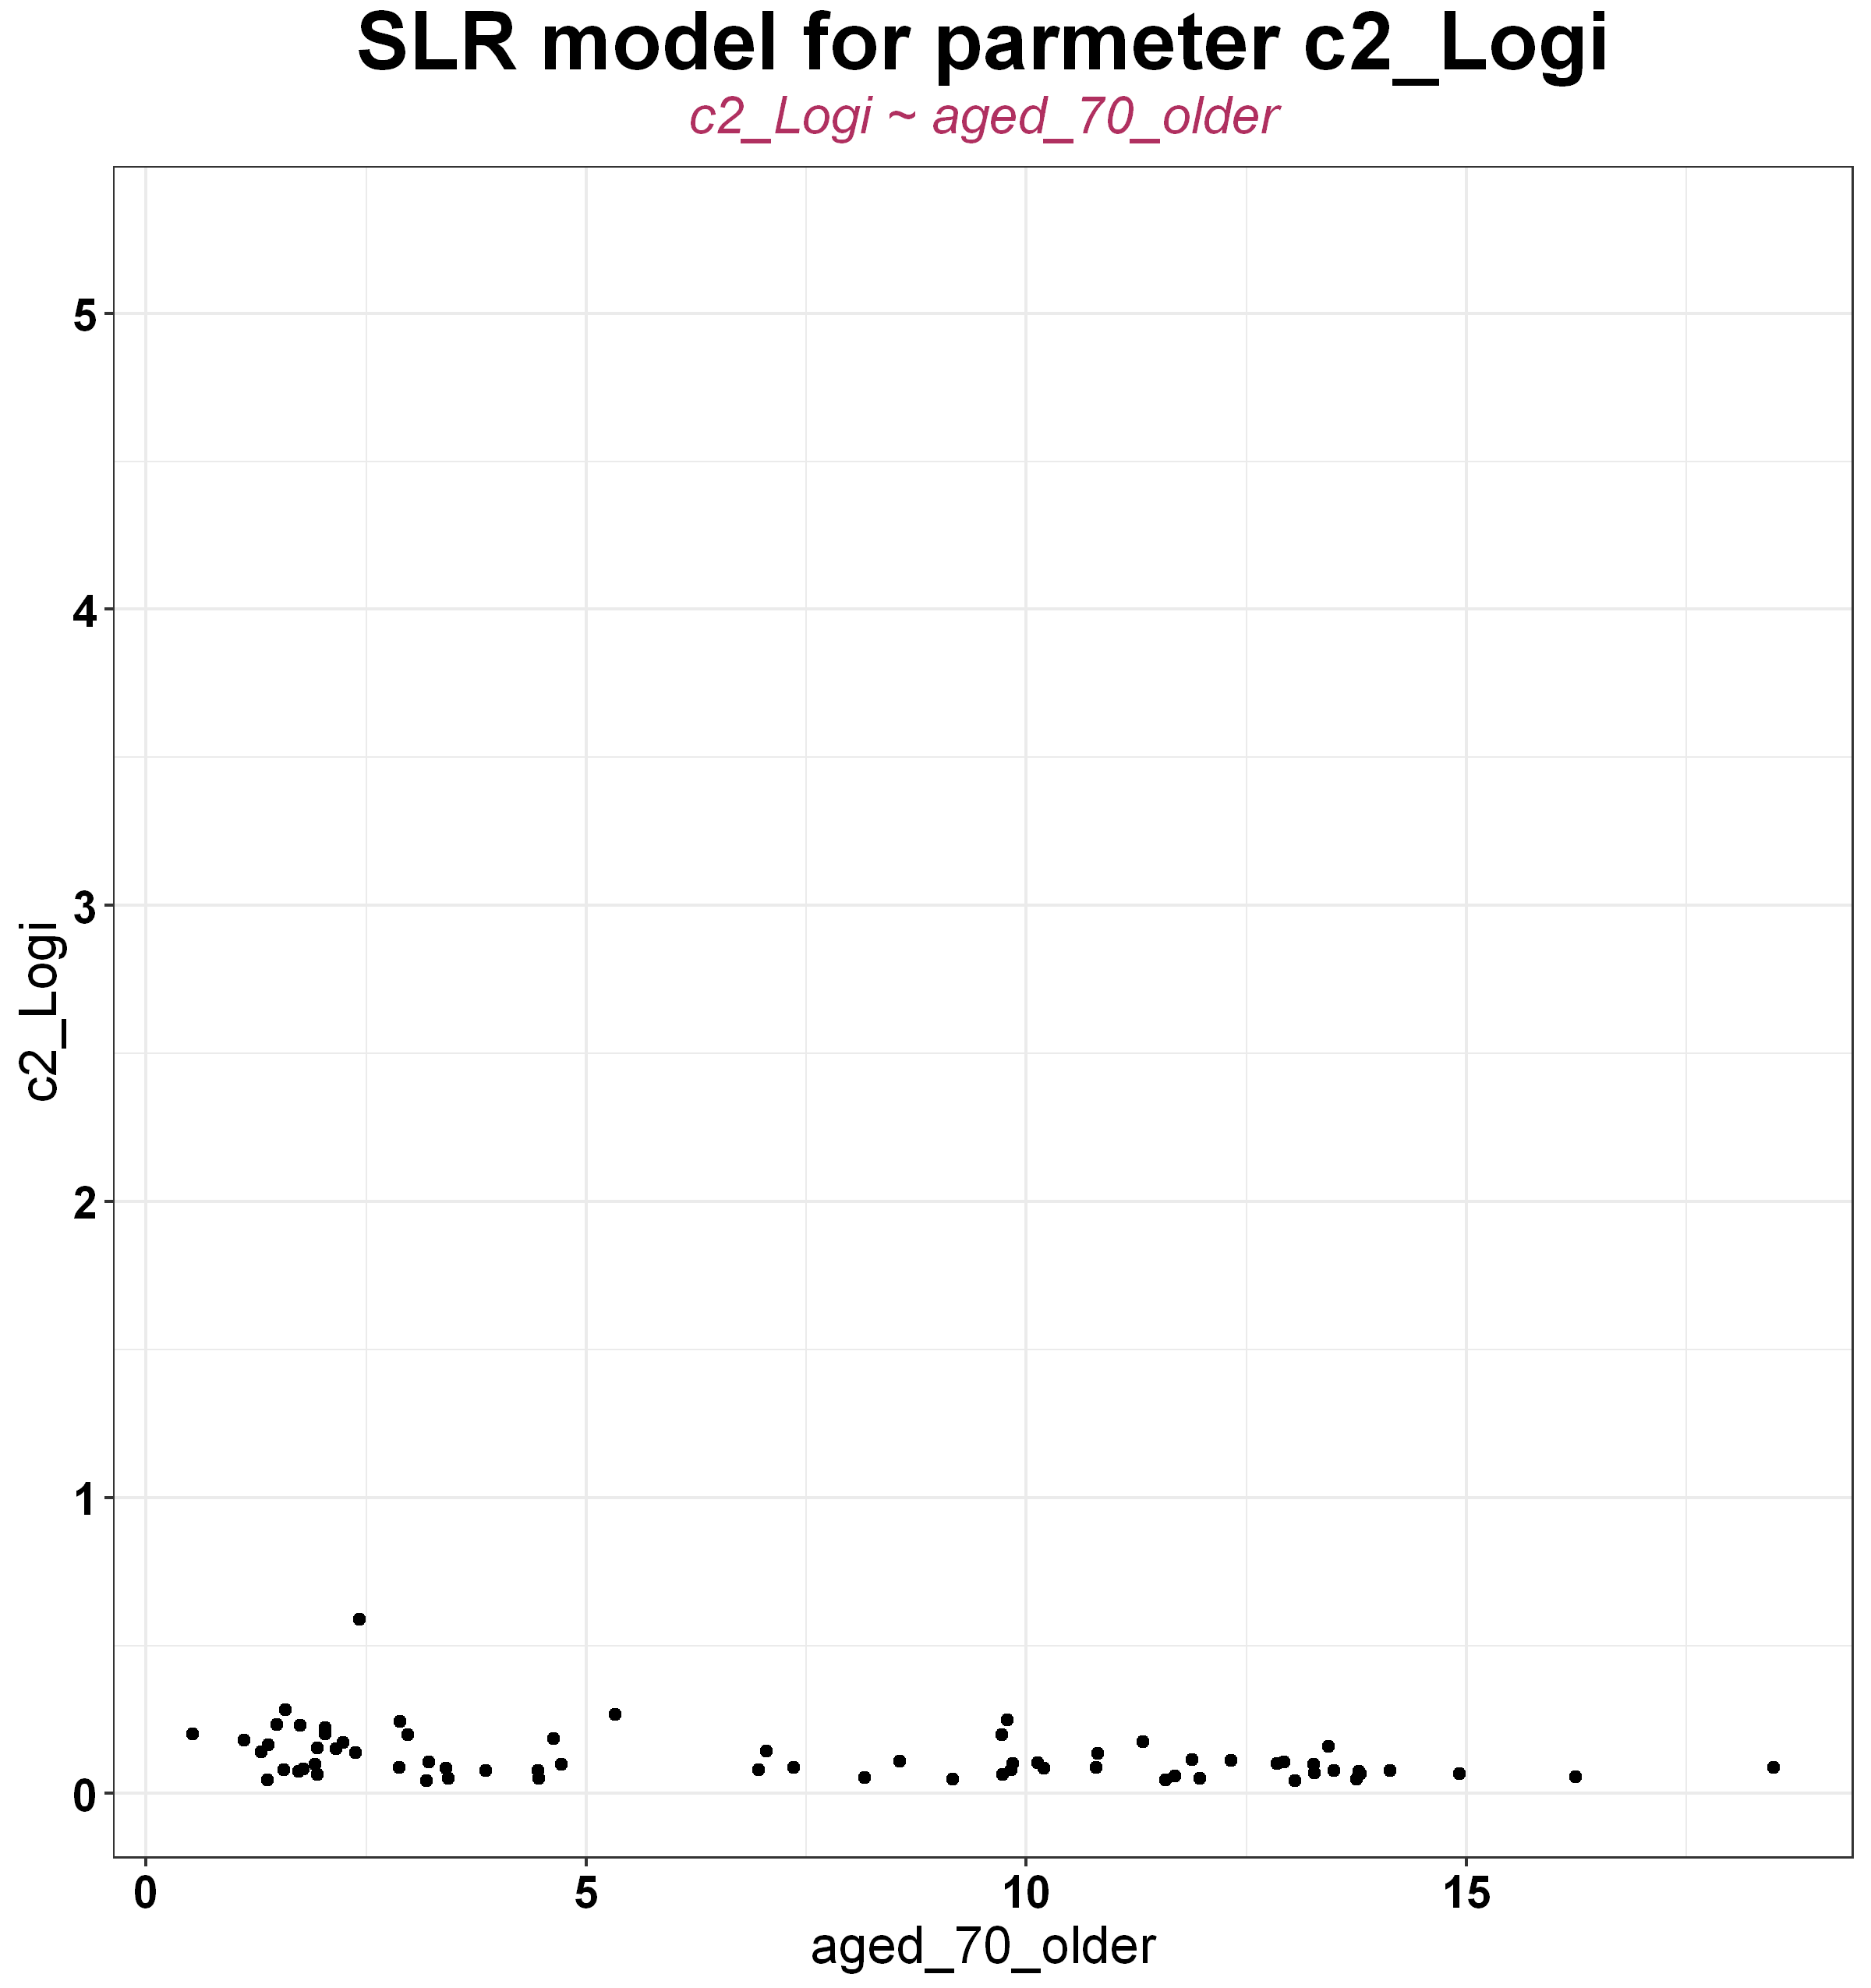 SLR model for parmeter c2_Logi
c2_Logi ~ aged_70_older
5
4
3
2
1
0
c2_Logi
0 5 10 15
aged_70_older